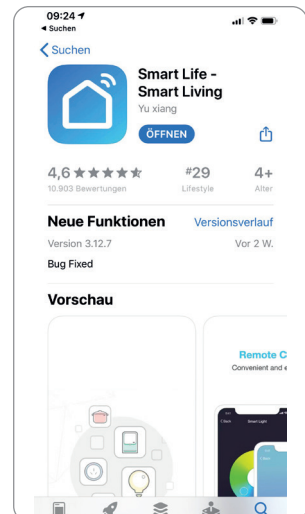 09:24
◀ Suchen
Suchen
Smart Life -
Smart Living
Yu xiang
ÖFFNEN
4,6 ★★★★★
#29
4+
10.903 Bewertungen
Lifestyle
Alter
Neue Funktionen
Versionsverlauf
Version 3.12.7
Vor 2 W.
Bug Fixed
Vorschau
Remote C
Convenient and e
Smart Light